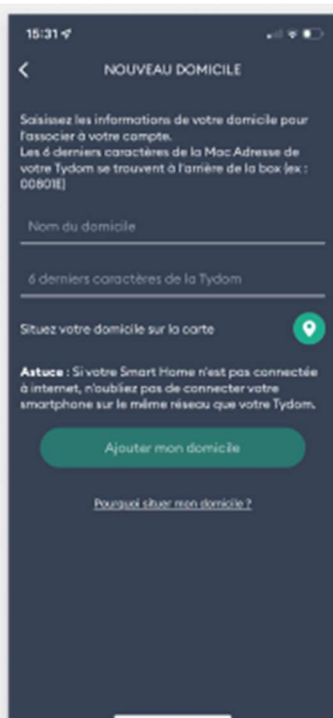 15:31
NOUVEAU DOMICILE
Saisissez les informations de votre domicile pour
l'associer à votre compte.
Les 6 derniers caractères de la Mac Adresse de
votre Tydom se trouvent à l'arrière de la box (ex :
00801E)
Nom du domicile
6 derniers caractères de la Tydom
Situez votre domicile sur la carte
Astuce : Si votre Smart Home n'est pas connectée
à internet, n'oubliez pas de connecter votre
smartphone sur le même réseau que votre Tydom.
Ajouter mon domicile
Pourquoi situer mon domicile ?